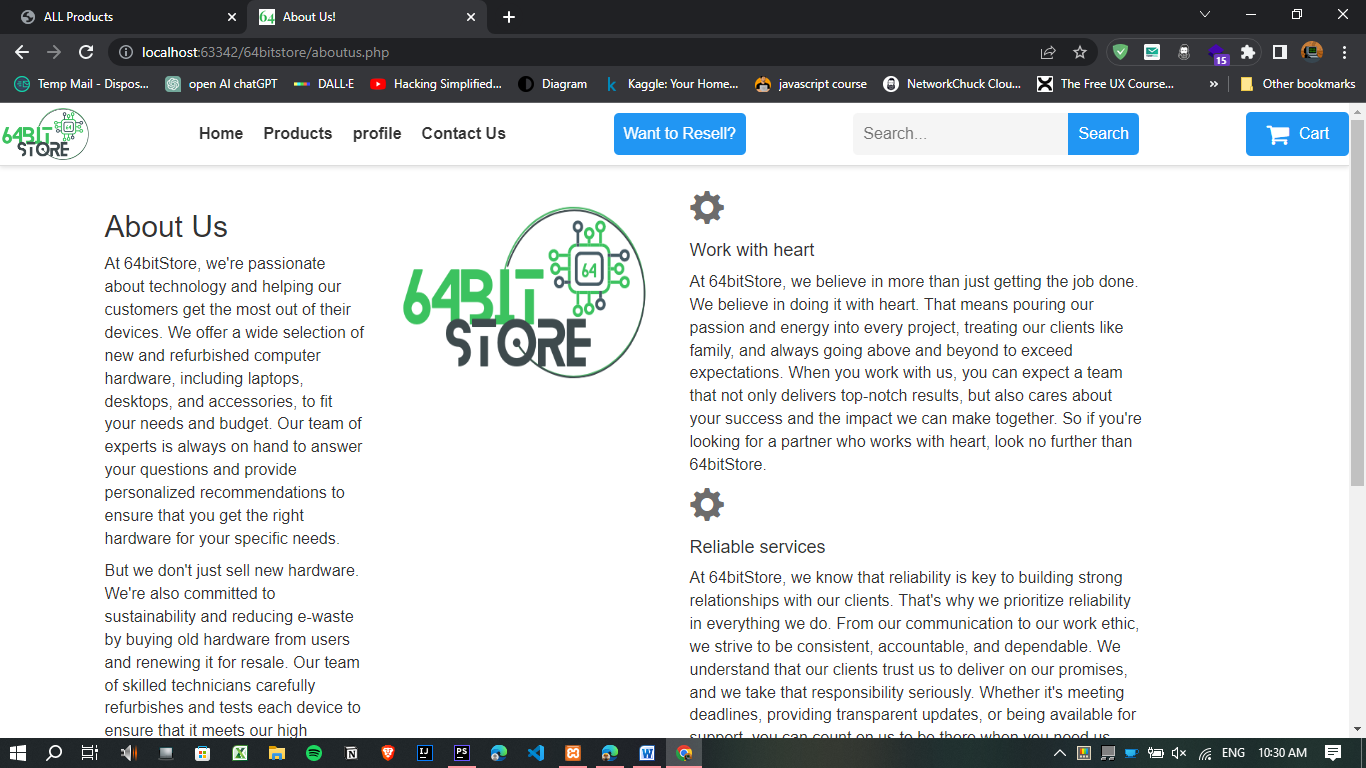 ALL Products
About Us!
localhost:63342/64bitstore/aboutus.php
15
Temp Mail - Dispos...
open AI chatGPT
DALL·E
Hacking Simplified...
Diagram
Kaggle: Your Home...
javascript course
NetworkChuck Clou...
The Free UX Course...
»
Other bookmarks
64BIT
STORE
Home
Products
profile
Contact Us
Want to Resell?
Search...
Search
Cart
About Us
At 64bitStore, we're passionate
about technology and helping our
customers get the most out of their
devices. We offer a wide selection of
new and refurbished computer
hardware, including laptops,
desktops, and accessories, to fit
your needs and budget. Our team of
experts is always on hand to answer
your questions and provide
personalized recommendations to
ensure that you get the right
hardware for your specific needs.
But we don't just sell new hardware.
We're also committed to
sustainability and reducing e-waste
by buying old hardware from users
and renewing it for resale. Our team
of skilled technicians carefully
refurbishes and tests each device to
ensure that it meets our high
64BIT
STORE
64
Work with heart
At 64bitStore, we believe in more than just getting the job done.
We believe in doing it with heart. That means pouring our
passion and energy into every project, treating our clients like
family, and always going above and beyond to exceed
expectations. When you work with us, you can expect a team
that not only delivers top-notch results, but also cares about
your success and the impact we can make together. So if you're
looking for a partner who works with heart, look no further than
64bitStore.
Reliable services
At 64bitStore, we know that reliability is key to building strong
relationships with our clients. That's why we prioritize reliability
in everything we do. From our communication to our work ethic,
we strive to be consistent, accountable, and dependable. We
understand that our clients trust us to deliver on our promises,
and we take that responsibility seriously. Whether it's meeting
deadlines, providing transparent updates, or being available for
support, you can count on us to be there when you need us.
ENG
10:30 AM